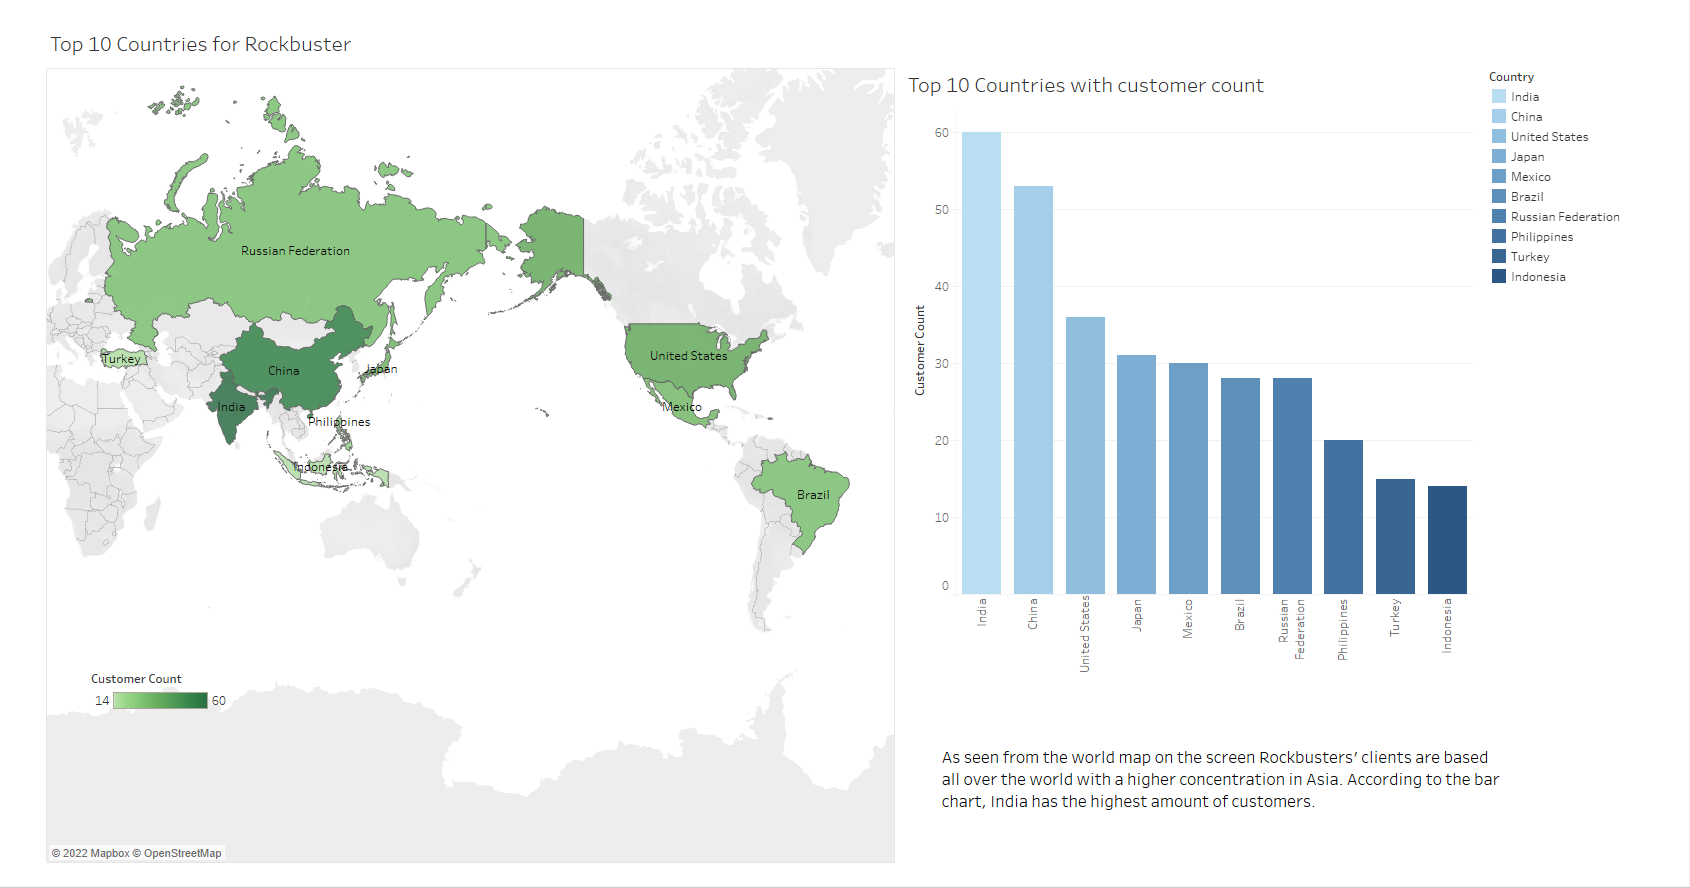 Top 10 Countries for Rockbuster
Russian Federation
Turkey
China
Japan
India
Philippines
Indonesia
United States
Mexico
Brazil
Customer Count
14 60
© 2022 Mapbox © OpenStreetMap
Top 10 Countries with customer count
Customer Count
60
50
40
30
20
10
0
India
China
United States
Japan
Mexico
Brazil
Russian
Federation
Philippines
Turkey
Indonesia
Country
India
China
United States
Japan
Mexico
Brazil
Russian Federation
Philippines
Turkey
Indonesia
As seen from the world map on the screen Rockbusters’ clients are based
all over the world with a higher concentration in Asia. According to the bar
chart, India has the highest amount of customers.